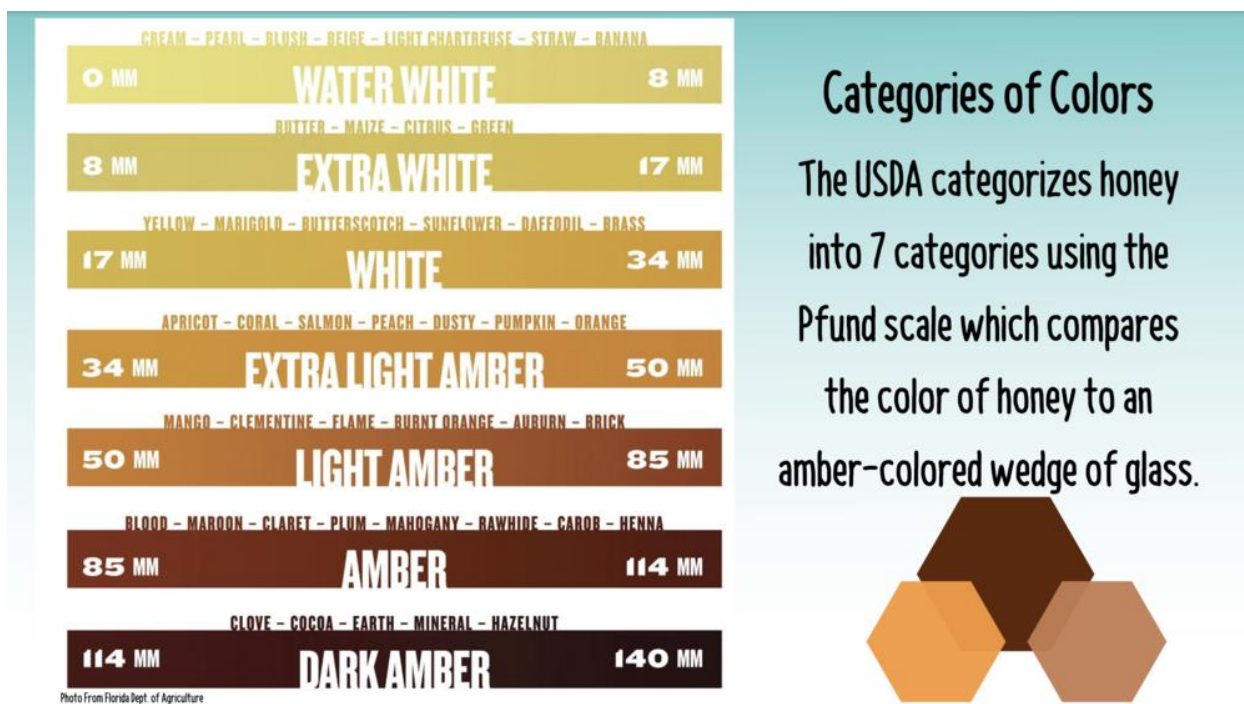 CREAM – PEARL – BLUSH – BEIGE – LIGHT CHARTREUSE – STRAW – BANANA
0 MM WATER WHITE 8 MM
BUTTER – MAIZE – CITRUS – GREEN
8 MM EXTRA WHITE 17 MM
YELLOW – MARIGOLD – BUTTERSCOTCH – SUNFLOWER – DAFFODIL – BRASS
17 MM WHITE 34 MM
APRICOT – CORAL – SALMON – PEACH – DUSTY – PUMPKIN – ORANGE
34 MM EXTRA LIGHT AMBER 50 MM
MANGO – CLEMENTINE – FLAME – BURNT ORANGE – AUBURN – BRICK
50 MM LIGHT AMBER 85 MM
BLOOD – MAROON – CLARET – PLUM – MAHOGANY – RAWHIDE – CAROB – HENNA
85 MM AMBER 114 MM
CLOVE – COCOA – EARTH – MINERAL – HAZELNUT
114 MM DARK AMBER 140 MM
Photo From Florida Dept. of Agriculture
Categories of Colors
The USDA categorizes honey
into 7 categories using the
Pfund scale which compares
the color of honey to an
amber-colored wedge of glass.